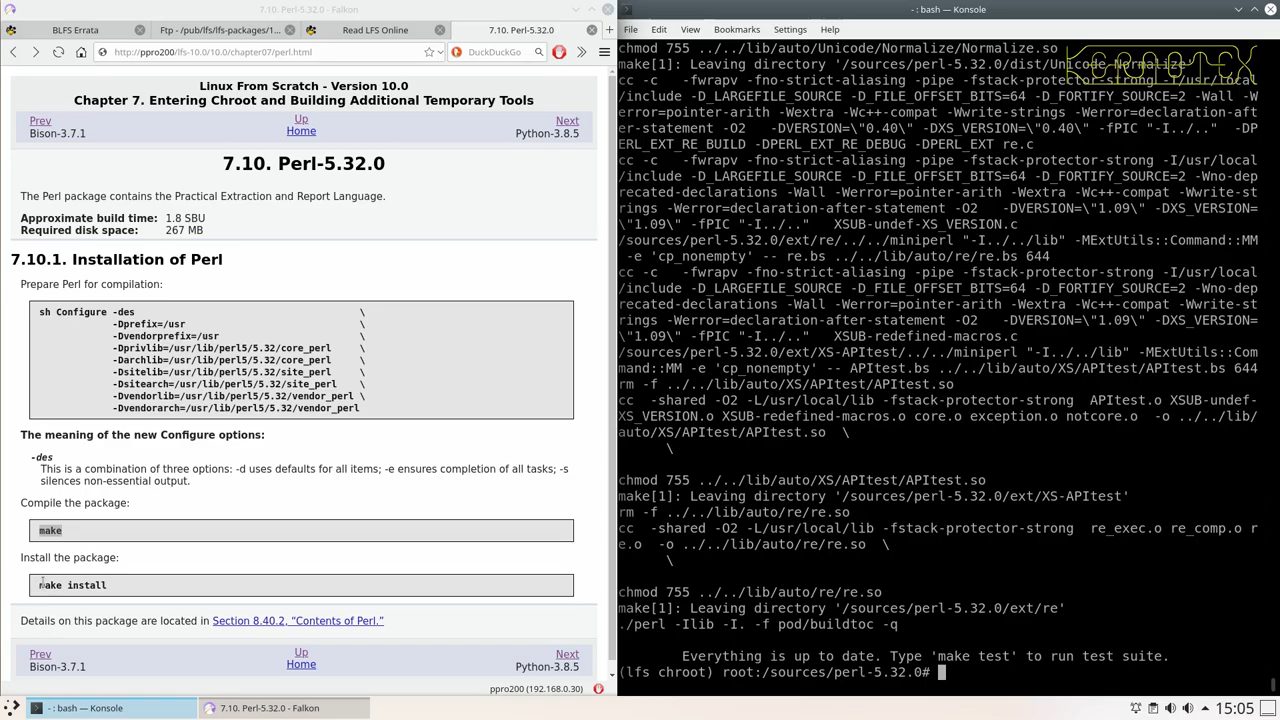 7.10. Perl-5.32.0 - Falkon
BLFS Errata
Ftp - /pub/lfs/lfs-packages/1
Read LFS Online
7.10. Perl-5.32.0
http://ppro200/lfs-10.0/10.0/chapter07/perl.html
DuckDuckGo
Linux From Scratch - Version 10.0
Chapter 7. Entering Chroot and Building Additional Temporary Tools
Prev
Up
Next
Bison-3.7.1
Home
Python-3.8.5
7.10. Perl-5.32.0
The Perl package contains the Practical Extraction and Report Language.
Approximate build time: 1.8 SBU
Required disk space: 267 MB
7.10.1. Installation of Perl
Prepare Perl for compilation:
sh Configure -des \
-Dprefix=/usr \
-Dvendorprefix=/usr \
-Dprivlib=/usr/lib/perl5/5.32/core_perl \
-Darchlib=/usr/lib/perl5/5.32/core_perl \
-Dsitelib=/usr/lib/perl5/5.32/site_perl \
-Dsitearch=/usr/lib/perl5/5.32/site_perl \
-Dvendorlib=/usr/lib/perl5/5.32/vendor_perl \
-Dvendorarch=/usr/lib/perl5/5.32/vendor_perl
The meaning of the new Configure options:
-des
This is a combination of three options: -d uses defaults for all items; -e ensures completion of all tasks; -s
silences non-essential output.
Compile the package:
make
Install the package:
make install
Details on this package are located in Section 8.40.2, “Contents of Perl.”
Prev
Up
Next
Bison-3.7.1
Home
Python-3.8.5
ppro200 (192.168.0.30)
- : bash — Konsole
File Edit View Bookmarks Settings Help
chmod 755 ../../lib/auto/Unicode/Normalize/Normalize.so
make[1]: Leaving directory '/sources/perl-5.32.0/dist/Unicode-Normalize'
cc -c -fwrapv -fno-strict-aliasing -pipe -fstack-protector-strong -I/usr/local
/include -D_LARGEFILE_SOURCE -D_FILE_OFFSET_BITS=64 -D_FORTIFY_SOURCE=2 -Wall -W
error=pointer-arith -Wextra -Wc++-compat -Wwrite-strings -Werror=declaration-aft
er-statement -O2 -DVERSION=\"0.40\" -DXS_VERSION=\"0.40\" -fPIC "-I../.." -DP
ERL_EXT_RE_BUILD -DPERL_EXT_RE_DEBUG -DPERL_EXT re.c
cc -c -fwrapv -fno-strict-aliasing -pipe -fstack-protector-strong -I/usr/local
/include -D_LARGEFILE_SOURCE -D_FILE_OFFSET_BITS=64 -D_FORTIFY_SOURCE=2 -Wno-dep
recated-declarations -Wall -Werror=pointer-arith -Wextra -Wc++-compat -Wwrite-st
rings -Werror=declaration-after-statement -O2 -DVERSION=\"1.09\" -DXS_VERSION=
\"1.09\" -fPIC "-I../.." XSUB-undef-XS_VERSION.c
/sources/perl-5.32.0/ext/re/../../miniperl "-I../../lib" -MExtUtils::Command::MM
-e 'cp_nonempty' -- re.bs ../../lib/auto/re/re.bs 644
cc -c -fwrapv -fno-strict-aliasing -pipe -fstack-protector-strong -I/usr/local
/include -D_LARGEFILE_SOURCE -D_FILE_OFFSET_BITS=64 -D_FORTIFY_SOURCE=2 -Wno-dep
recated-declarations -Wall -Werror=pointer-arith -Wextra -Wc++-compat -Wwrite-st
rings -Werror=declaration-after-statement -O2 -DVERSION=\"1.09\" -DXS_VERSION=
\"1.09\" -fPIC "-I../.." XSUB-redefined-macros.c
/sources/perl-5.32.0/ext/XS-APItest/../../miniperl "-I../../lib" -MExtUtils::Com
mand::MM -e 'cp_nonempty' -- APItest.bs ../../lib/auto/XS/APItest/APItest.bs 644
rm -f ../../lib/auto/XS/APItest/APItest.so
cc -shared -O2 -L/usr/local/lib -fstack-protector-strong APItest.o XSUB-undef-
XS_VERSION.o XSUB-redefined-macros.o core.o exception.o notcore.o -o ../../lib/
auto/XS/APItest/APItest.so \
\
chmod 755 ../../lib/auto/XS/APItest/APItest.so
make[1]: Leaving directory '/sources/perl-5.32.0/ext/XS-APItest'
rm -f ../../lib/auto/re/re.so
cc -shared -O2 -L/usr/local/lib -fstack-protector-strong re_exec.o re_comp.o r
e.o -o ../../lib/auto/re/re.so \
\
chmod 755 ../../lib/auto/re/re.so
make[1]: Leaving directory '/sources/perl-5.32.0/ext/re'
./perl -Ilib -I. -f pod/buildtoc -q
Everything is up to date. Type 'make test' to run test suite.
(lfs chroot) root:/sources/perl-5.32.0#
- : bash — Konsole
7.10. Perl-5.32.0 - Falkon
15:05